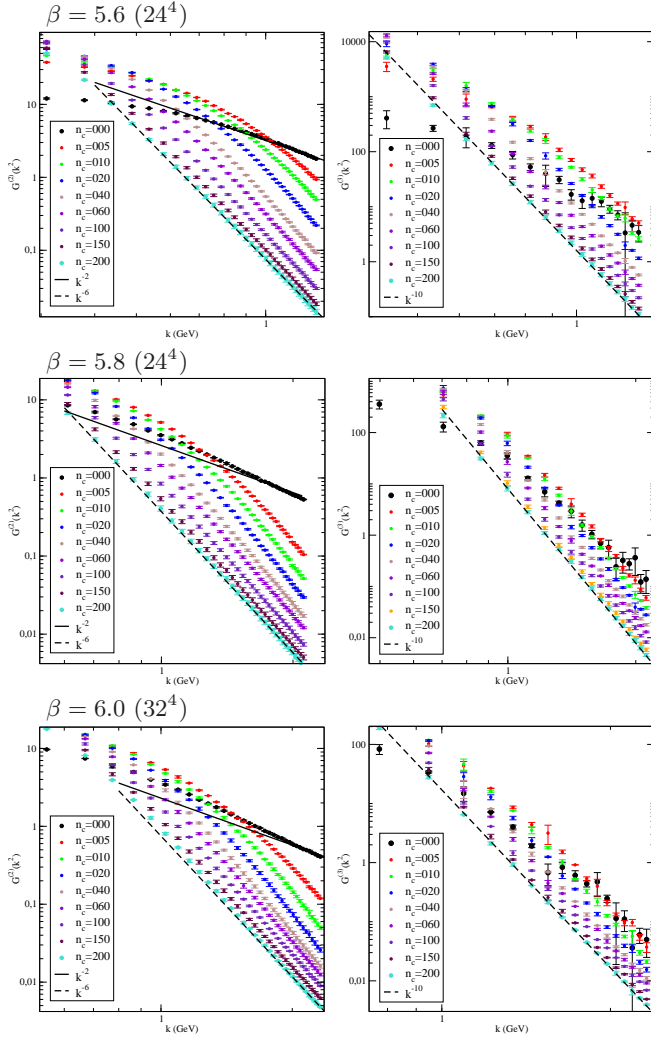 β = 5.6 (24⁴)
10
10
1
0,1
G⁽²⁾(k²)
n_c=000
n_c=005
n_c=010
n_c=020
n_c=040
n_c=060
n_c=100
n_c=150
n_c=200
k⁻²
k⁻⁶
1
k (GeV)
10000
100
1
G⁽³⁾(k²)
n_c=000
n_c=005
n_c=010
n_c=020
n_c=040
n_c=060
n_c=100
n_c=150
n_c=200
k⁻¹⁰
1
k (GeV)
β = 5.8 (24⁴)
10
1
0,1
0,01
G⁽²⁾(k²)
n_c=000
n_c=005
n_c=010
n_c=020
n_c=040
n_c=060
n_c=100
n_c=150
n_c=200
k⁻²
k⁻⁶
1
k (GeV)
100
1
0,01
G⁽³⁾(k²)
n_c=000
n_c=005
n_c=010
n_c=020
n_c=040
n_c=060
n_c=100
n_c=150
n_c=200
k⁻¹⁰
1
k (GeV)
β = 6.0 (32⁴)
10
1
0,1
0,01
G⁽²⁾(k²)
n_c=000
n_c=005
n_c=010
n_c=020
n_c=040
n_c=060
n_c=100
n_c=150
n_c=200
k⁻²
k⁻⁶
1
k (GeV)
100
1
0,01
G⁽³⁾(k²)
n_c=000
n_c=005
n_c=010
n_c=020
n_c=040
n_c=060
n_c=100
n_c=150
n_c=200
k⁻¹⁰
1
k (GeV)